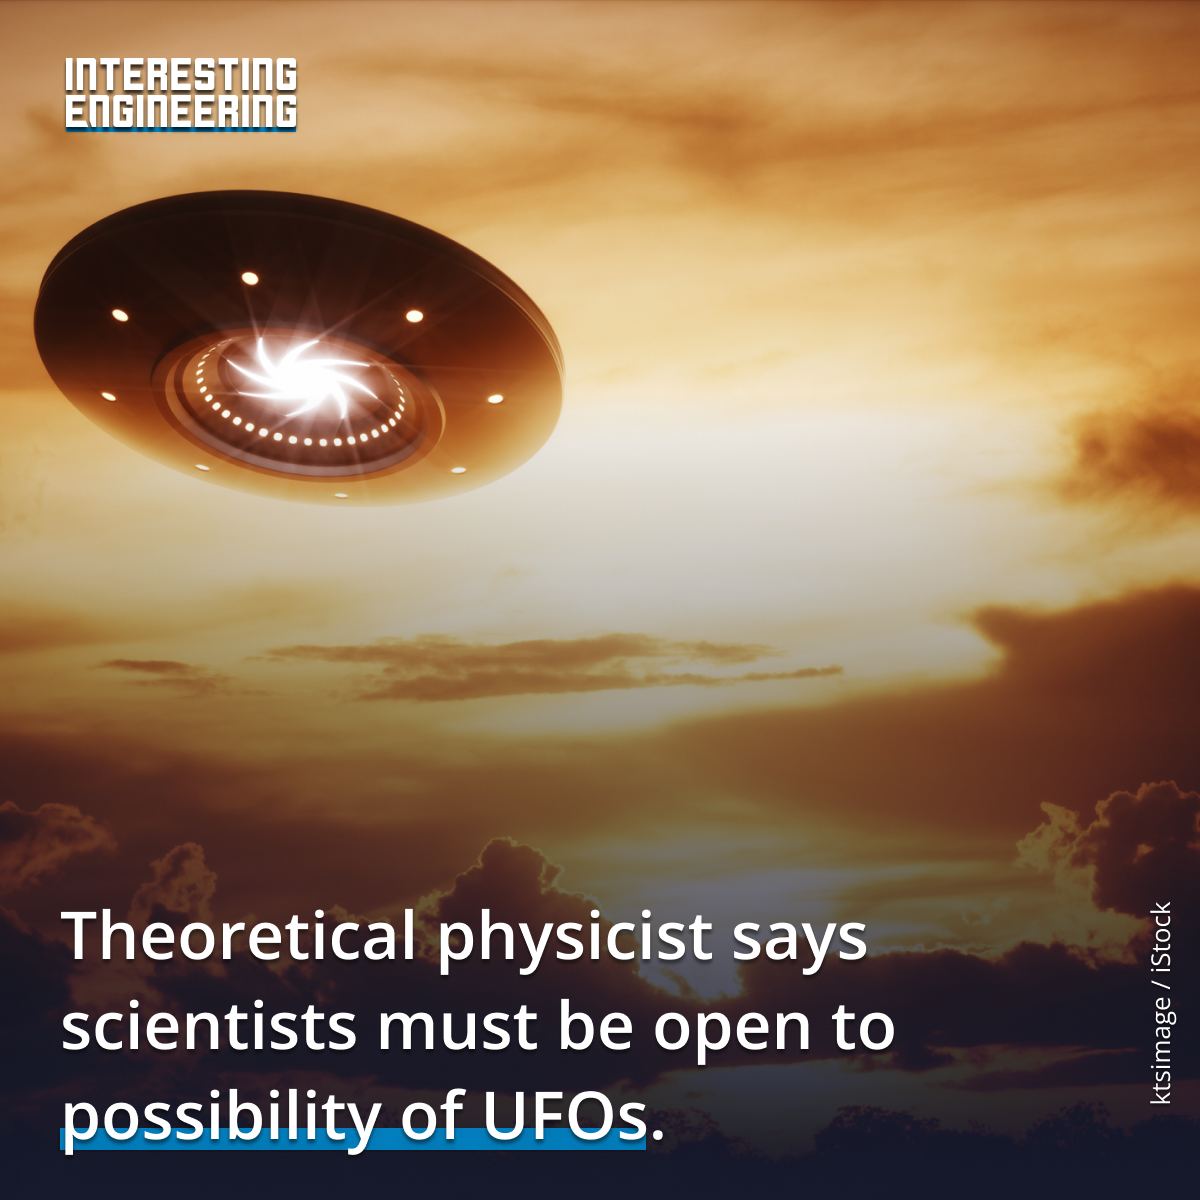 INTERESTING
ENGINEERING
Theoretical physicist says
scientists must be open to
possibility of UFOs.
ktsimage / iStock